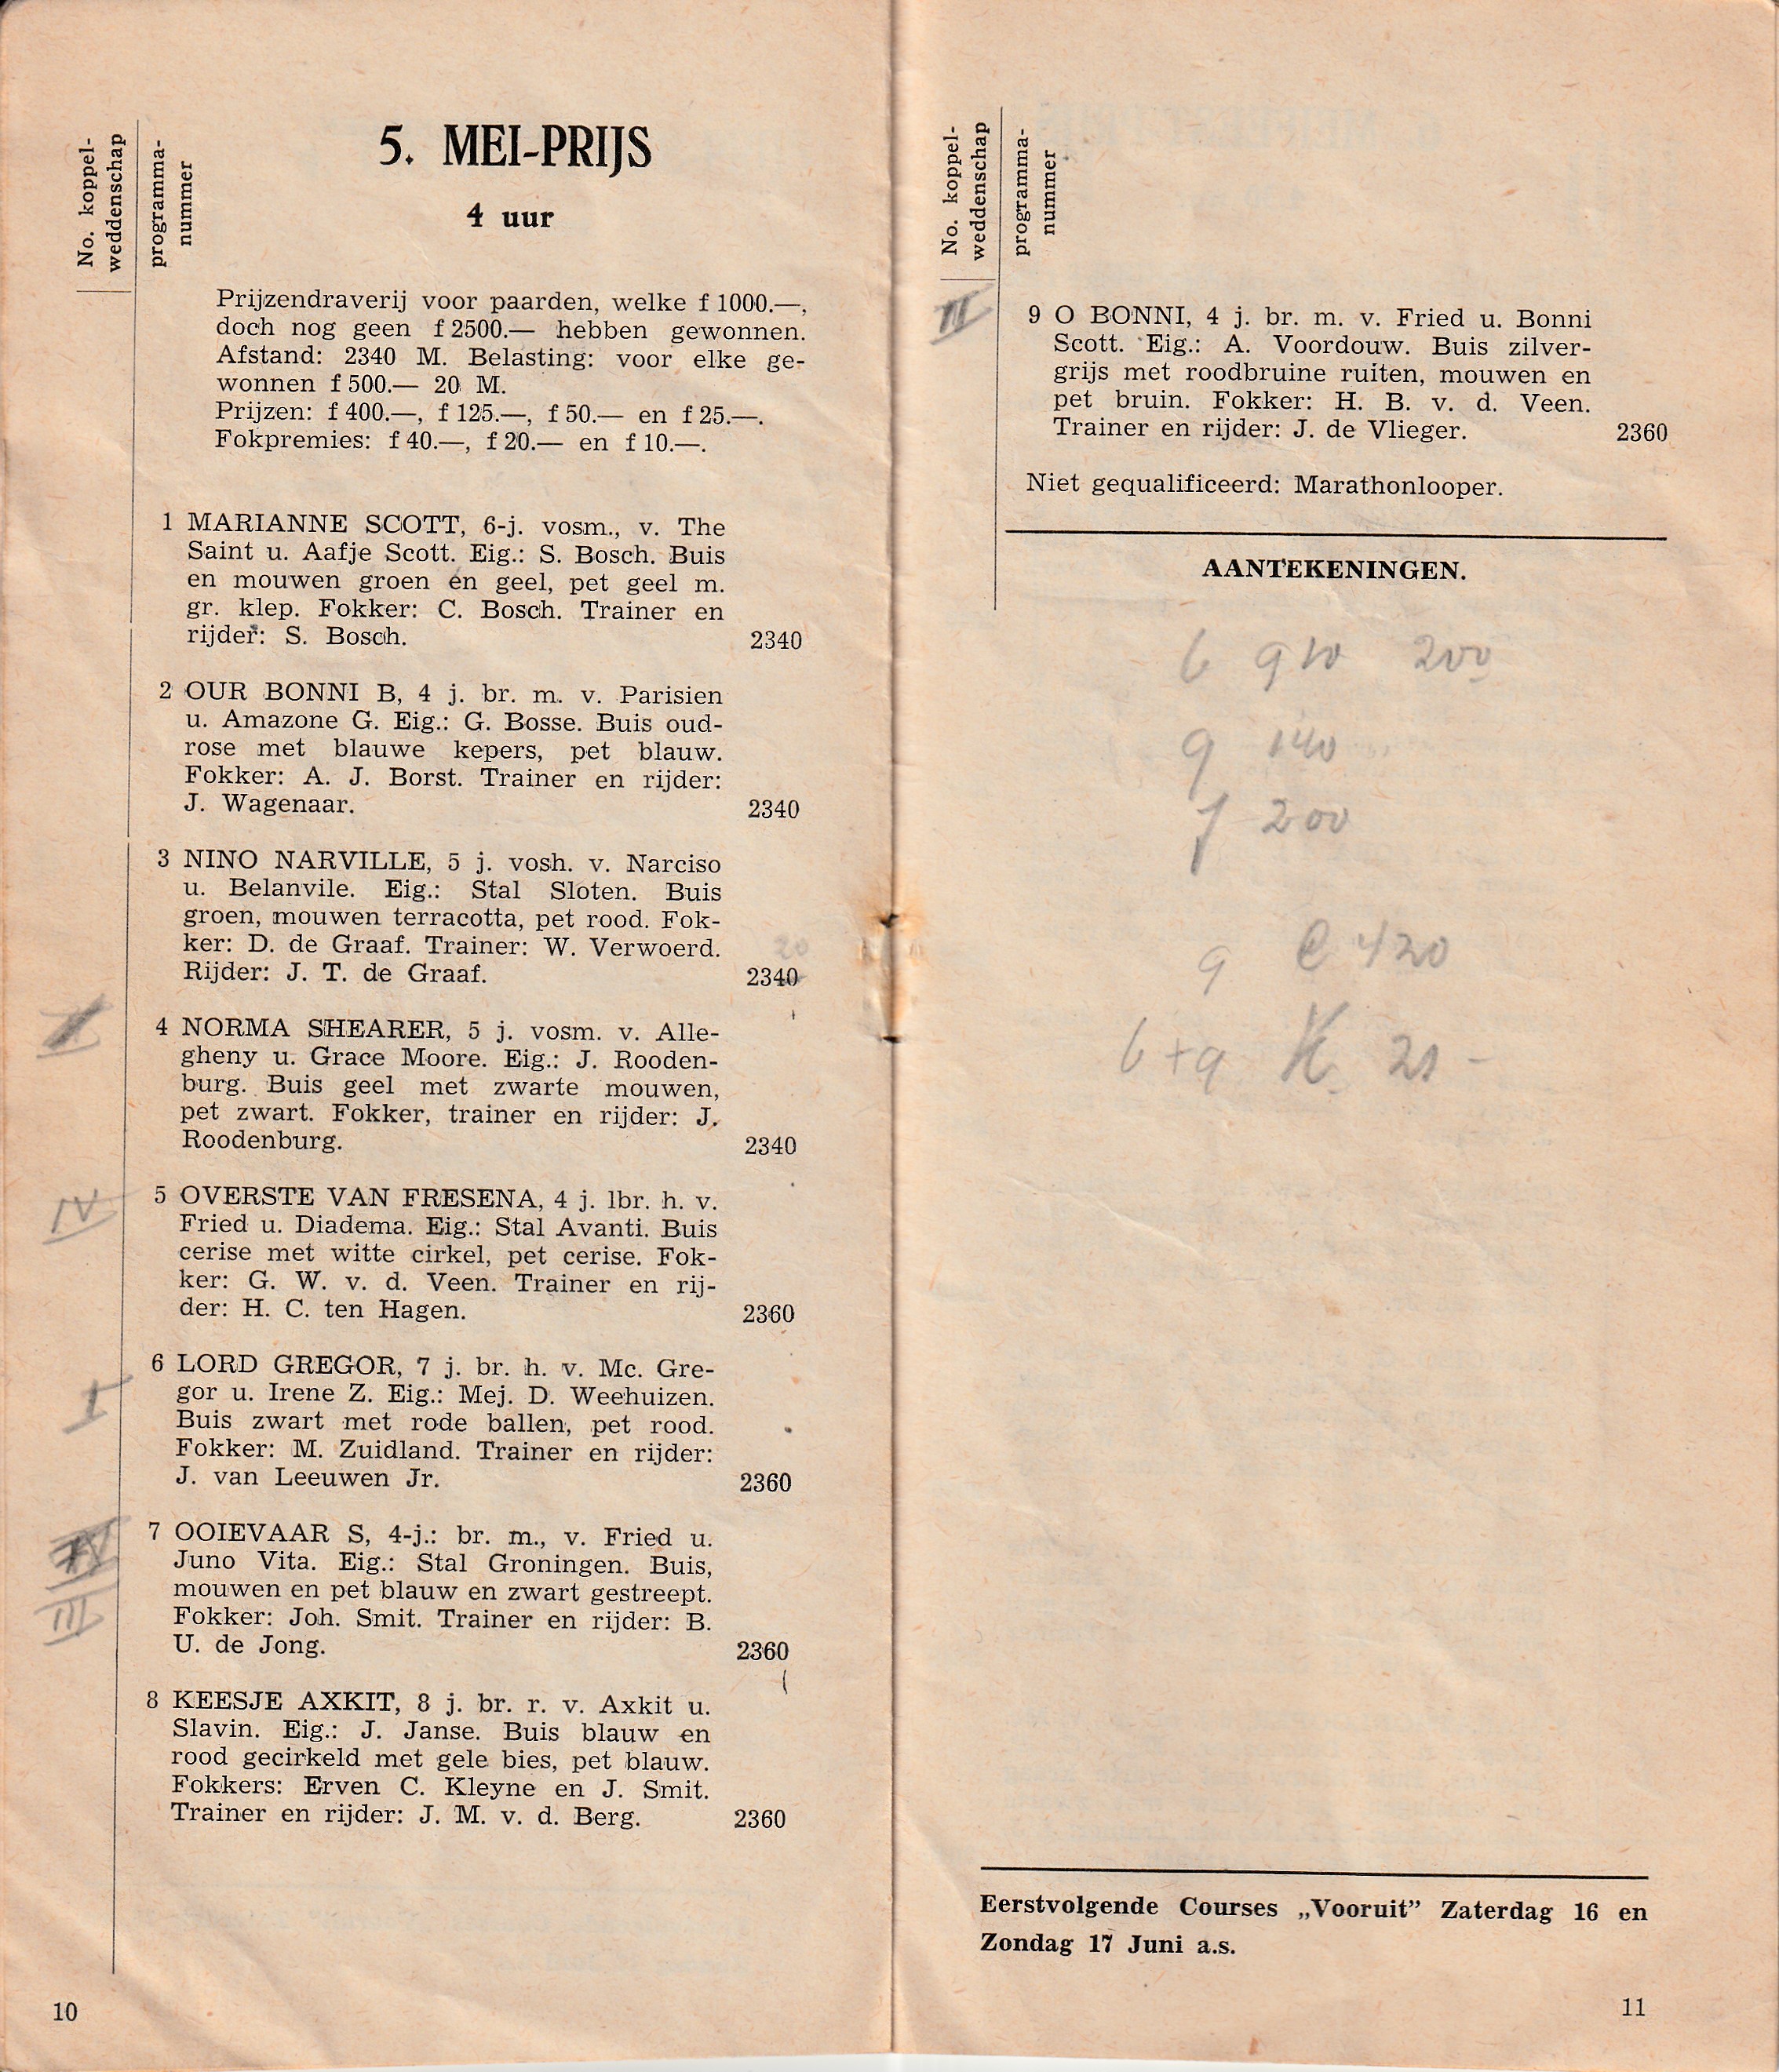 No. koppel-
weddenschap
programma-
nummer
5. MEI-PRIJS
4 uur
Prijzendraverij voor paarden, welke f 1000.—,
doch nog geen f 2500.— hebben gewonnen.
Afstand: 2340 M. Belasting: voor elke ge-
wonnen f 500.— 20 M.
Prijzen: f 400.—, f 125.—, f 50.— en f 25.—.
Fokpremies: f 40.—, f 20.— en f 10.—.
1 MARIANNE SCOTT, 6-j. vosm., v. The
Saint u. Aafje Scott. Eig.: S. Bosch. Buis
en mouwen groen en geel, pet geel m.
gr. klep. Fokker: C. Bosch. Trainer en
rijder: S. Bosch. 2340
2 OUR BONNI B, 4 j. br. m. v. Parisien
u. Amazone G. Eig.: G. Bosse. Buis oud-
rose met blauwe kepers, pet blauw.
Fokker: A. J. Borst. Trainer en rijder:
J. Wagenaar. 2340
3 NINO NARVILLE, 5 j. vosh. v. Narciso
u. Belanvile. Eig.: Stal Sloten. Buis
groen, mouwen terracotta, pet rood. Fok-
ker: D. de Graaf. Trainer: W. Verwoerd. 20
Rijder: J. T. de Graaf. 2340
4 NORMA SHEARER, 5 j. vosm. v. Alle-
gheny u. Grace Moore. Eig.: J. Rooden-
burg. Buis geel met zwarte mouwen,
pet zwart. Fokker, trainer en rijder: J.
Roodenburg. 2340
IV 5 OVERSTE VAN FRESENA, 4 j. lbr. h. v.
Fried u. Diadema. Eig.: Stal Avanti. Buis
cerise met witte cirkel, pet cerise. Fok-
ker: G. W. v. d. Veen. Trainer en rij-
der: H. C. ten Hagen. 2360
6 LORD GREGOR, 7 j. br. h. v. Mc. Gre-
I gor u. Irene Z. Eig.: Mej. D. Weehuizen.
Buis zwart met rode ballen, pet rood.
Fokker: M. Zuidland. Trainer en rijder:
J. van Leeuwen Jr. 2360
7 OOIEVAAR S, 4-j.: br. m., v. Fried u.
IV Juno Vita. Eig.: Stal Groningen. Buis,
mouwen en pet blauw en zwart gestreept.
III Fokker: Joh. Smit. Trainer en rijder: B.
U. de Jong. 2360
8 KEESJE AXKIT, 8 j. br. r. v. Axkit u.
Slavin. Eig.: J. Janse. Buis blauw en
rood gecirkeld met gele bies, pet blauw.
Fokkers: Erven C. Kleyne en J. Smit.
Trainer en rijder: J. M. v. d. Berg. 2360
10
No. koppel-
weddenschap
programma-
nummer
II 9 O BONNI, 4 j. br. m. v. Fried u. Bonni
Scott. Eig.: A. Voordouw. Buis zilver-
grijs met roodbruine ruiten, mouwen en
pet bruin. Fokker: H. B. v. d. Veen.
Trainer en rijder: J. de Vlieger. 2360
Niet gequalificeerd: Marathonlooper.
AANTEKENINGEN.
6 910 200
9 140
7 200
9 e 420
6+9 K 21 -
Eerstvolgende Courses „Vooruit” Zaterdag 16 en
Zondag 17 Juni a.s.
11